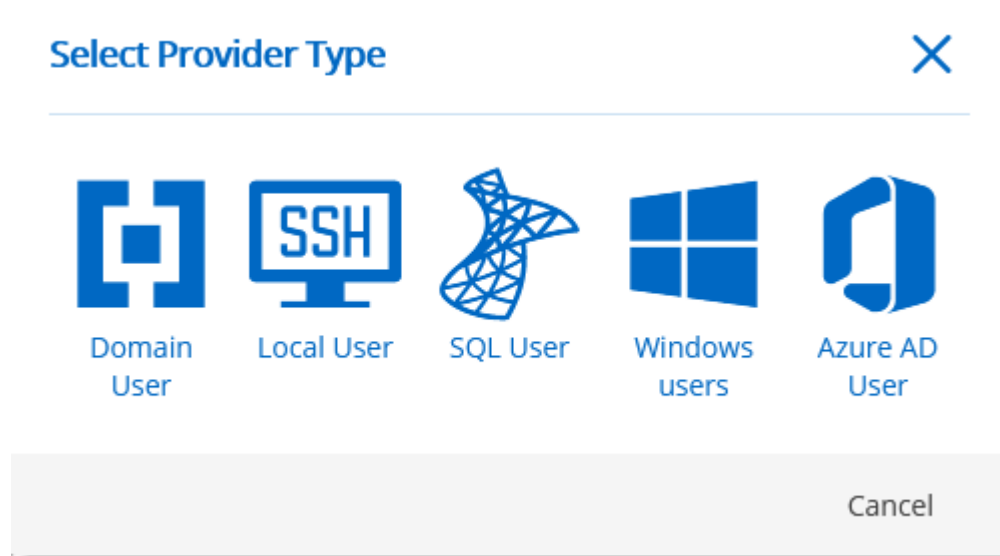 Select Provider Type
SSH
Domain User
Local User
SQL User
Windows users
Azure AD User
Cancel